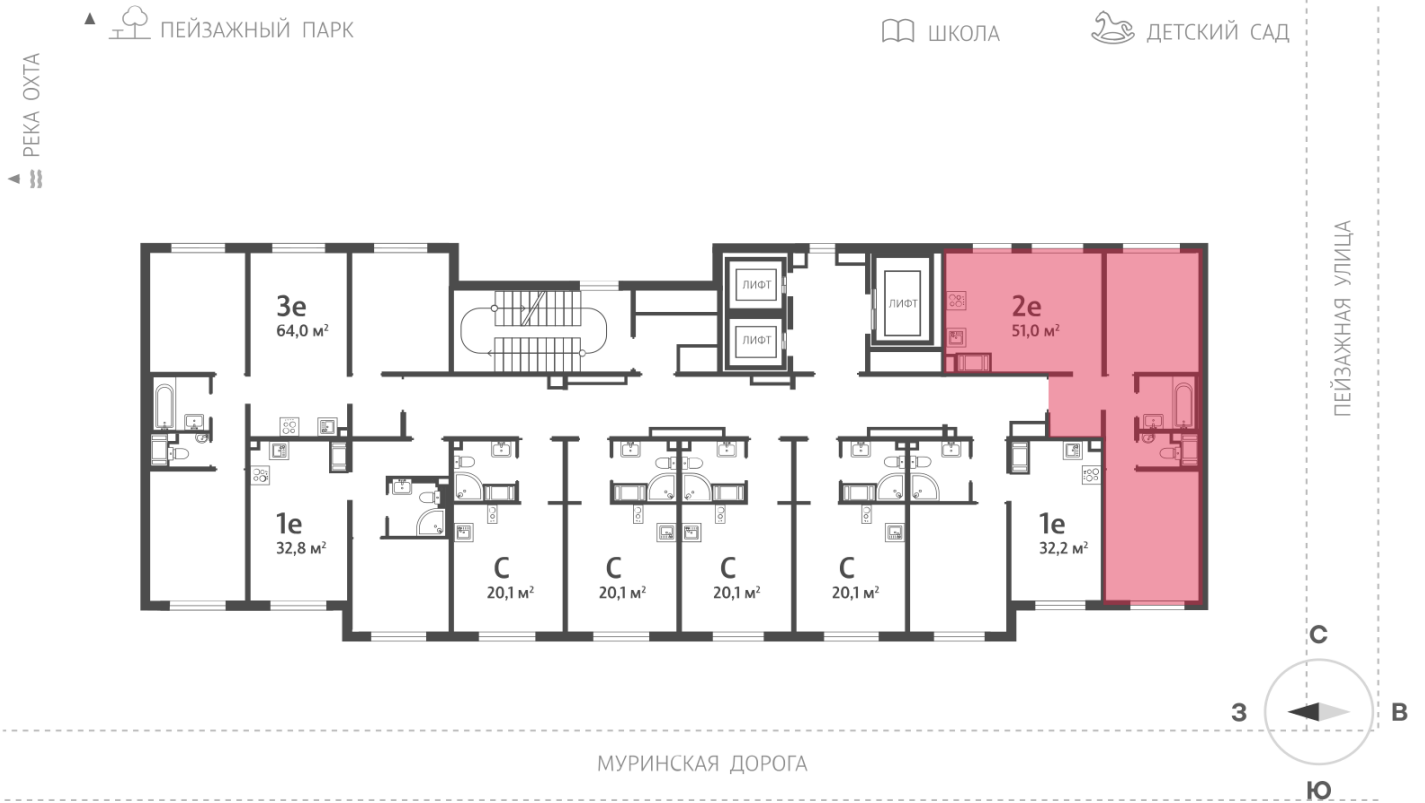 ПЕЙЗАЖНЫЙ ПАРК
ШКОЛА
ДЕТСКИЙ САД
РЕКА ОХТА
ПЕЙЗАЖНАЯ УЛИЦА
3е
64,0 м²
ЛИФТ
ЛИФТ
ЛИФТ
2е
51,0 м²
1е
32,8 м²
С
20,1 м²
С
20,1 м²
С
20,1 м²
С
20,1 м²
1е
32,2 м²
С
З
В
Ю
МУРИНСКАЯ ДОРОГА